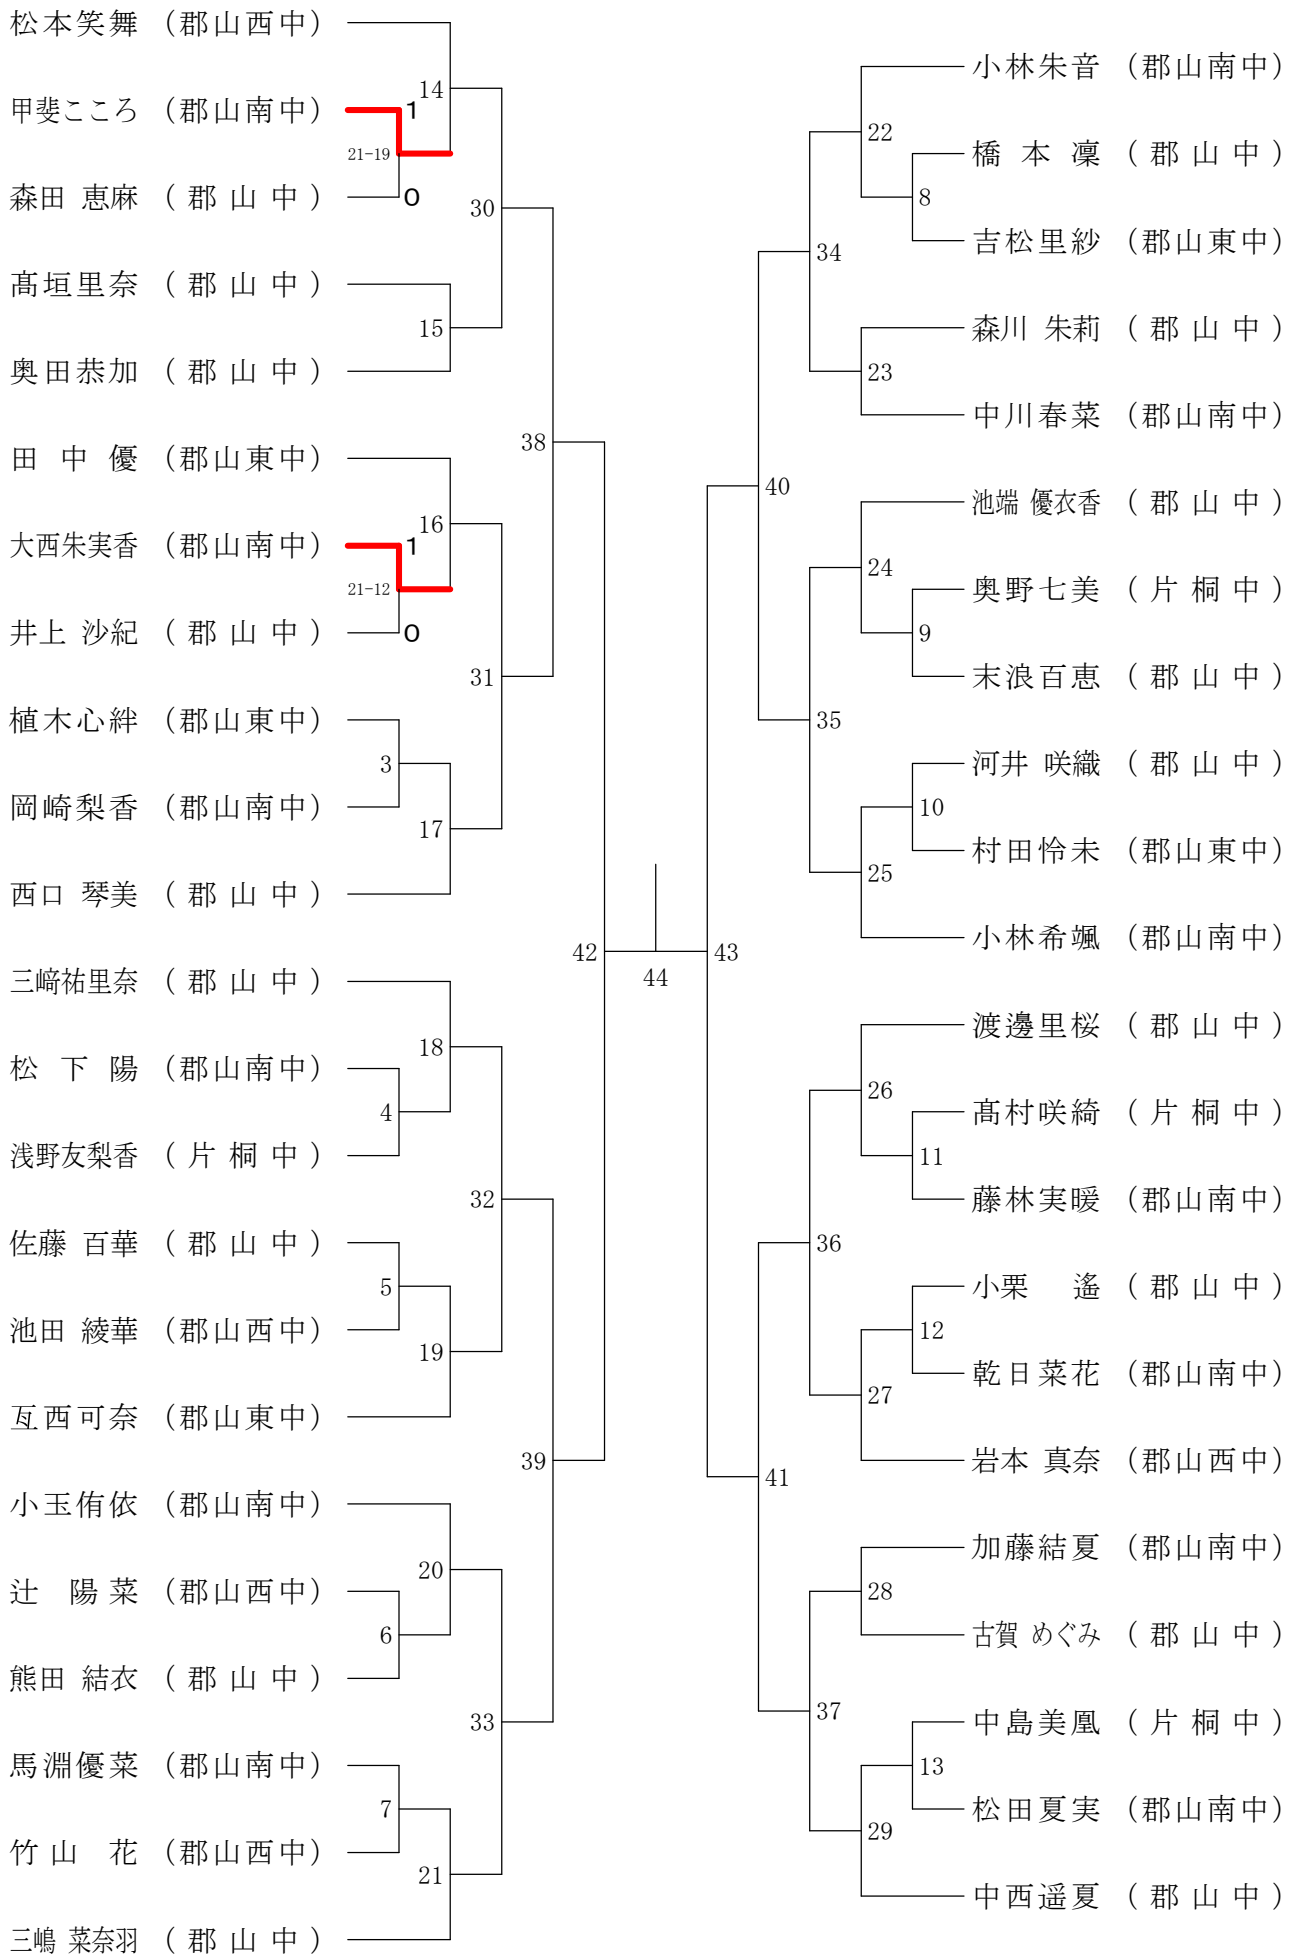 松本笑舞 (郡山西中)
14
甲斐こころ (郡山南中)
1
21-19
森田 恵麻 (郡山中)
0
30
髙垣里奈 (郡山中)
15
奥田恭加 (郡山中)
38
田中優 (郡山東中)
16
大西朱実香 (郡山南中)
1
21-12
井上 沙紀 (郡山中)
0
31
植木心絆 (郡山東中)
3
岡崎梨香 (郡山南中)
17
西口 琴美 (郡山中)
42
三﨑祐里奈 (郡山中)
18
松下陽 (郡山南中)
4
浅野友梨香 (片桐中)
32
佐藤 百華 (郡山中)
5
池田 綾華 (郡山西中)
19
亙西可奈 (郡山東中)
39
小玉侑依 (郡山南中)
20
辻 陽菜 (郡山西中)
6
熊田 結衣 (郡山中)
33
馬淵優菜 (郡山南中)
7
竹山 花 (郡山西中)
21
三嶋 菜奈羽 (郡山中)
44
小林朱音 (郡山南中)
22
橋本凜 (郡山中)
8
吉松里紗 (郡山東中)
34
森川 朱莉 (郡山中)
23
中川春菜 (郡山南中)
40
池端 優衣香 (郡山中)
24
奥野七美 (片桐中)
9
末浪百恵 (郡山中)
35
河井 咲織 (郡山中)
10
村田怜未 (郡山東中)
25
小林希颯 (郡山南中)
43
渡邊里桜 (郡山中)
26
髙村咲綺 (片桐中)
11
藤林実暖 (郡山南中)
36
小栗 遙 (郡山中)
12
乾日菜花 (郡山南中)
27
岩本 真奈 (郡山西中)
41
加藤結夏 (郡山南中)
28
古賀 めぐみ (郡山中)
37
中島美凰 (片桐中)
13
松田夏実 (郡山南中)
29
中西遥夏 (郡山中)